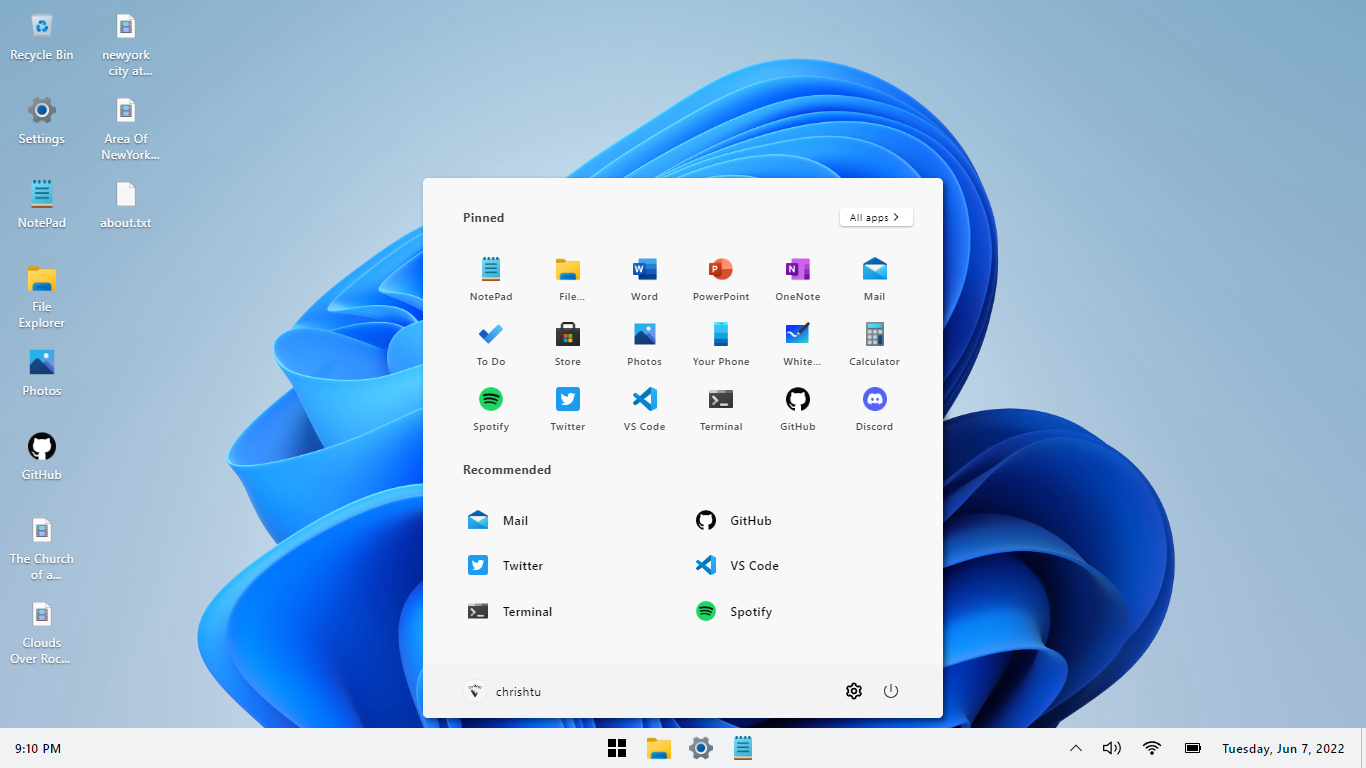 Recycle Bin
newyork
city at...
Settings
Area Of
NewYork...
NotePad
about.txt
File
Explorer
Photos
GitHub
The Church
of a...
Clouds
Over Roc...
Pinned
All apps
NotePad
File...
Word
PowerPoint
OneNote
Mail
To Do
Store
Photos
Your Phone
White...
Calculator
Spotify
Twitter
VS Code
Terminal
GitHub
Discord
Recommended
Mail
GitHub
Twitter
VS Code
Terminal
Spotify
chrishtu
9:10 PM
Tuesday, Jun 7, 2022